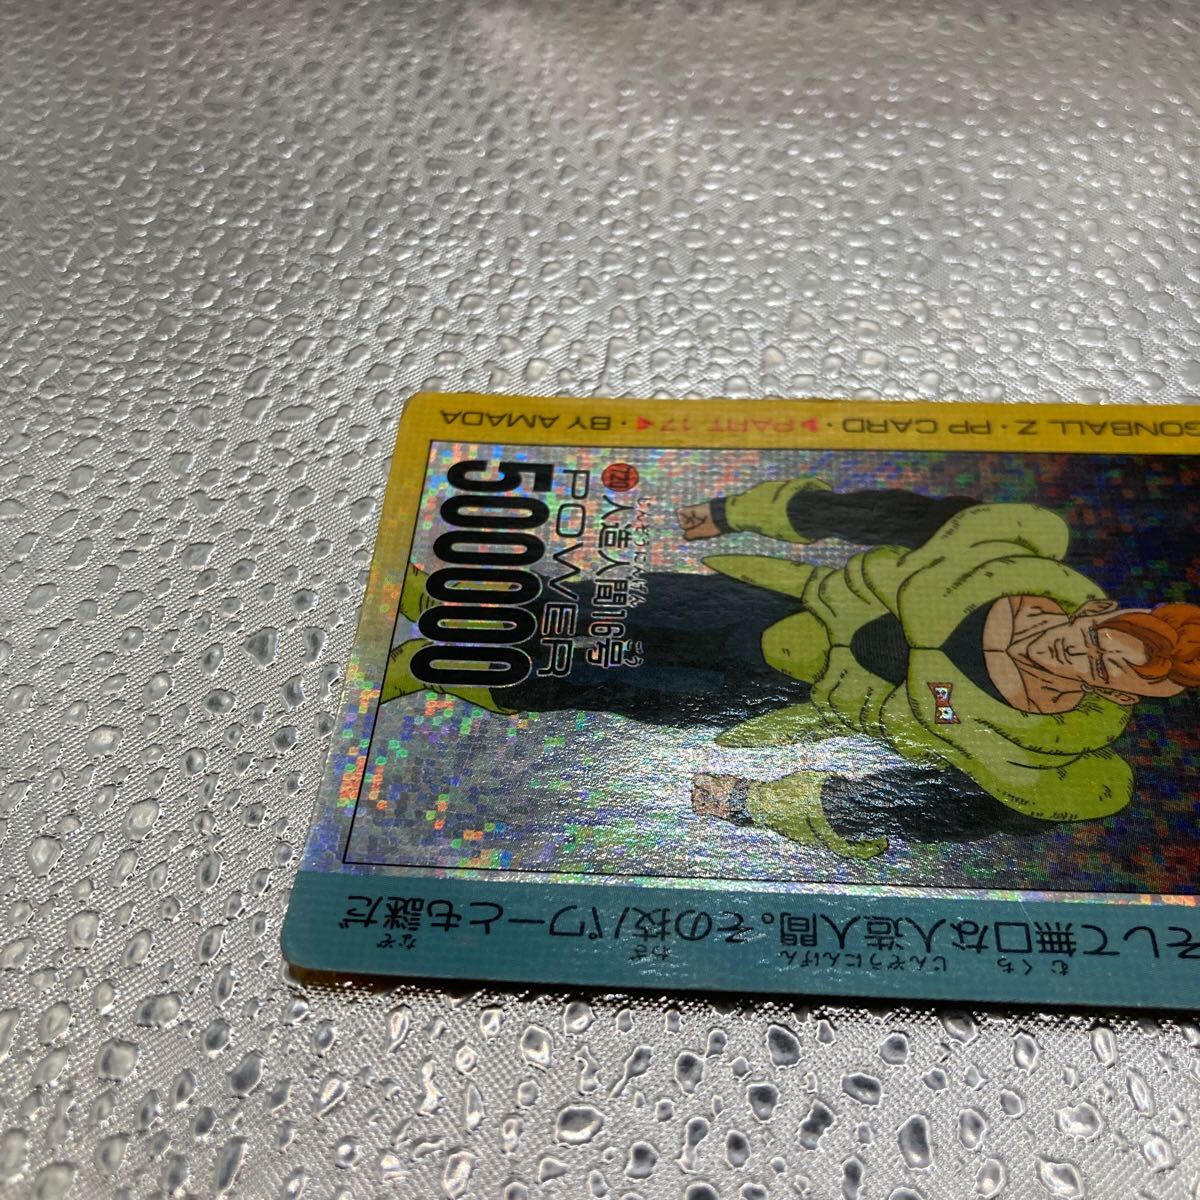 GONBALL Z・PP CARD・▶PART. 17◀・BY AMADA
720
人造人間16号
じんぞうにんげん ごう
POWER
50000
そして無口な人造人間。その技パワーとも謎だ
むくち じんぞうにんげん わざ なぞ